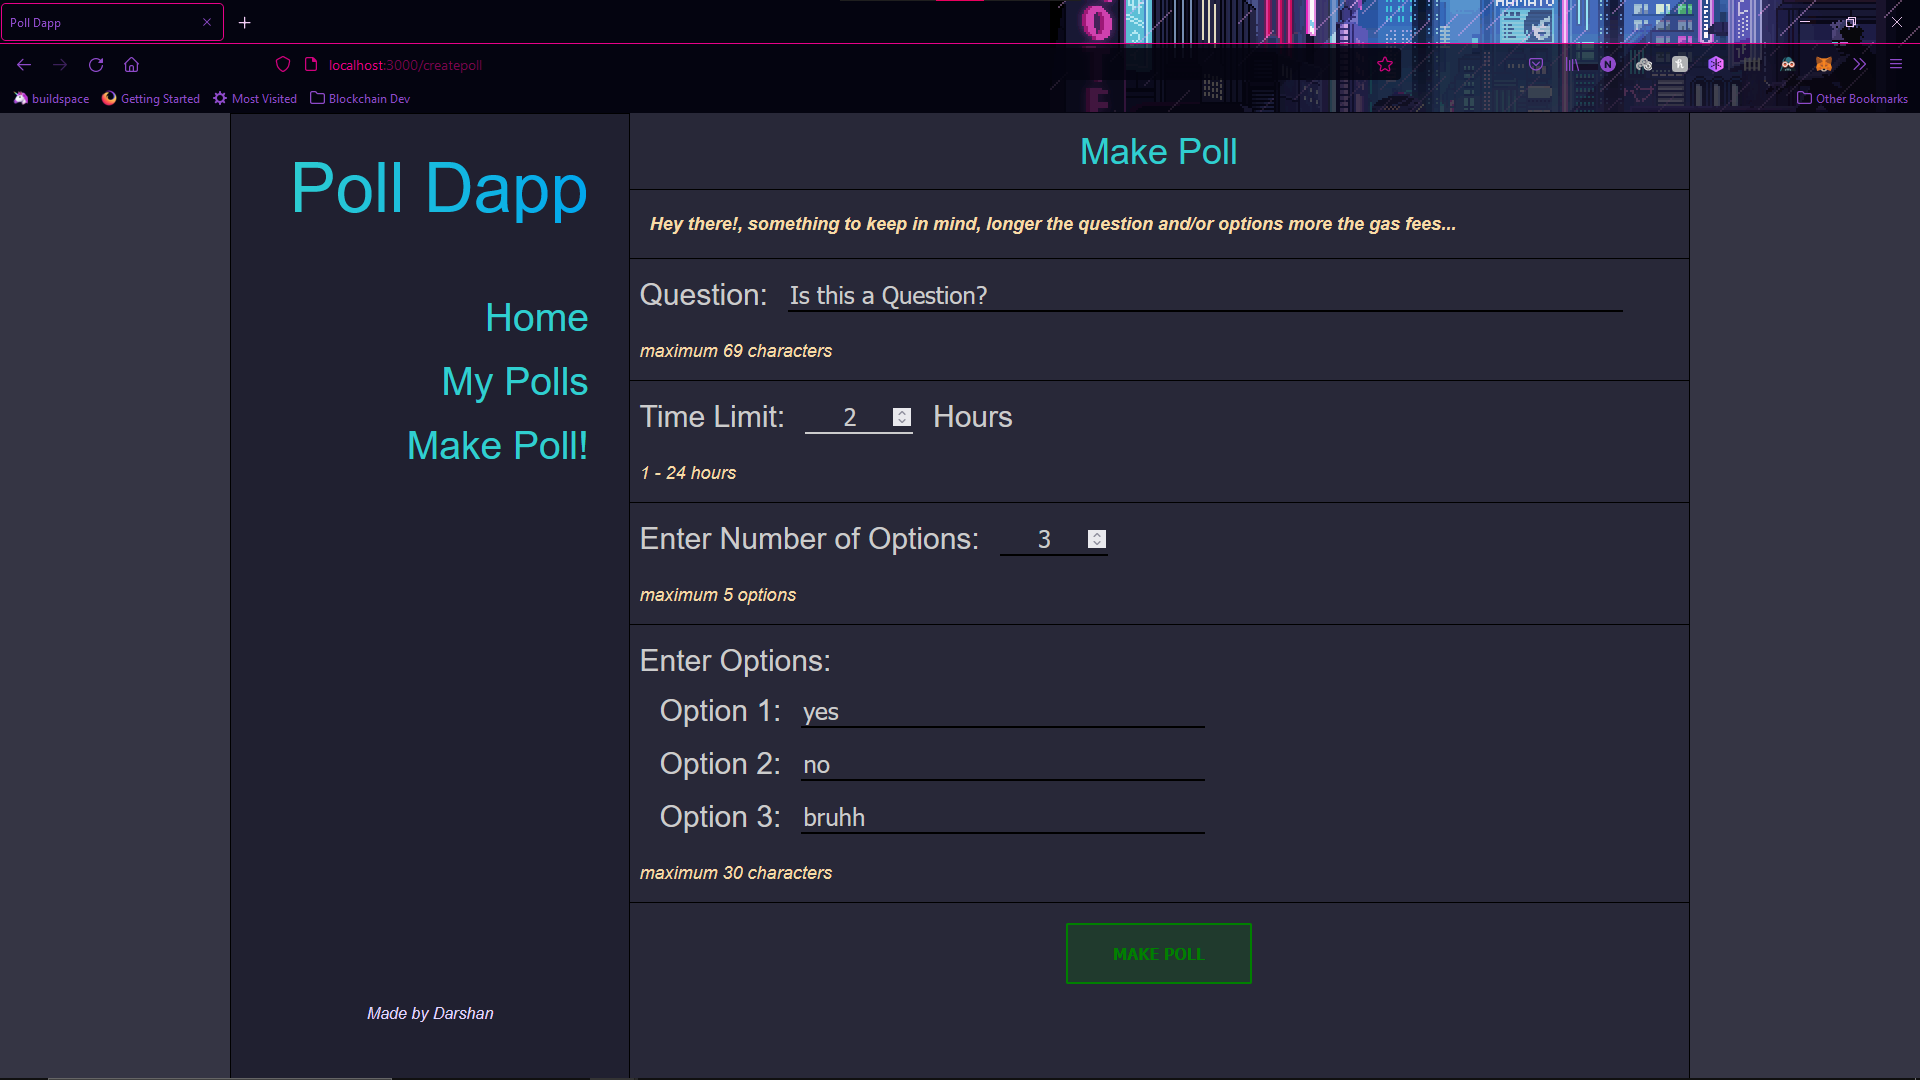 Poll Dapp
localhost:3000/createpoll
buildspace
Getting Started
Most Visited
Blockchain Dev
Other Bookmarks
Poll Dapp
Home
My Polls
Make Poll!
Made by Darshan
Make Poll
Hey there!, something to keep in mind, longer the question and/or options more the gas fees...
Question: Is this a Question?
maximum 69 characters
Time Limit: 2 Hours
1 - 24 hours
Enter Number of Options: 3
maximum 5 options
Enter Options:
Option 1: yes
Option 2: no
Option 3: bruhh
maximum 30 characters
MAKE POLL